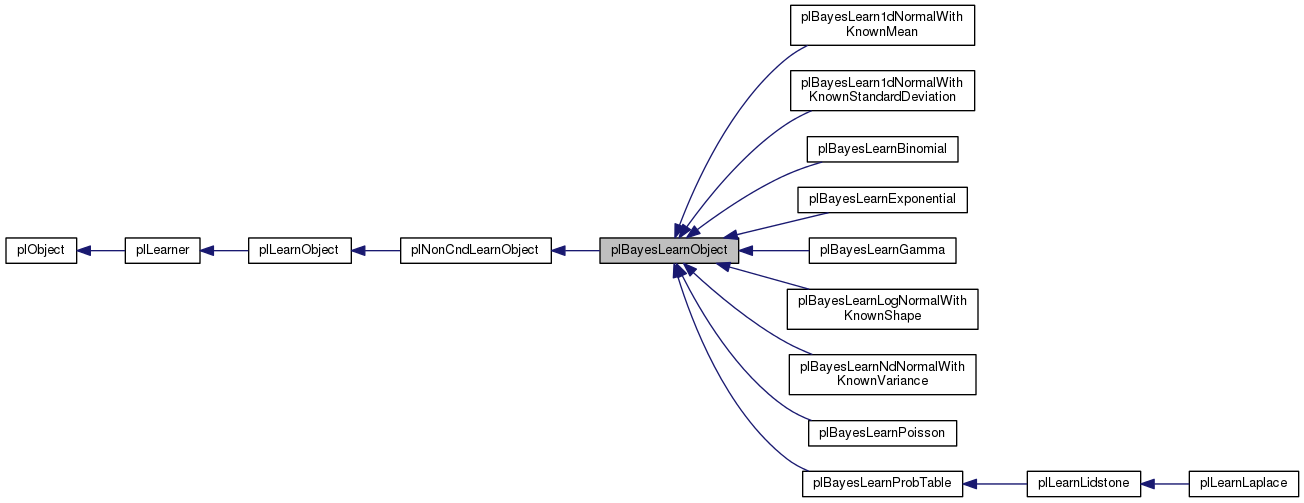 plBayesLearn1dNormalWith
KnownMean
plBayesLearn1dNormalWith
KnownStandardDeviation
plBayesLearnBinomial
plBayesLearnExponential
plObject
plLearner
plLearnObject
plNonCndLearnObject
plBayesLearnObject
plBayesLearnGamma
plBayesLearnLogNormalWith
KnownShape
plBayesLearnNdNormalWith
KnownVariance
plBayesLearnPoisson
plBayesLearnProbTable
plLearnLidstone
plLearnLaplace